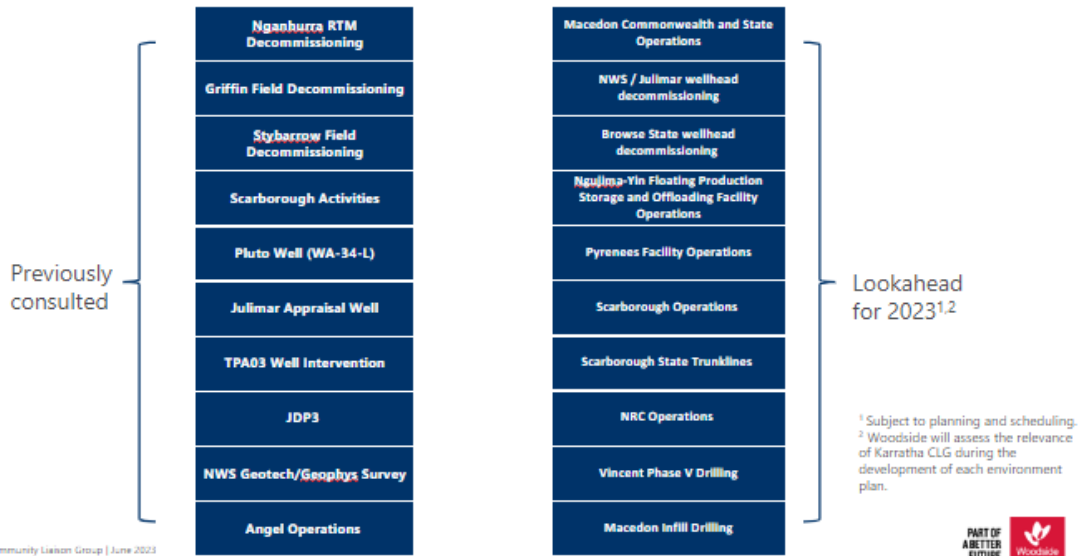 Nganhurra RTM
Decommissioning
Griffin Field Decommissioning
Stybarrow Field
Decommissioning
Scarborough Activities
Pluto Well (WA-34-L)
Julimar Appraisal Well
TPA03 Well Intervention
JDP3
NWS Geotech/Geophys Survey
Angel Operations
Previously
consulted
Macedon Commonwealth and State
Operations
NWS / Julimar wellhead
decommissioning
Browse State wellhead
decommissioning
Ngujima-Yin Floating Production
Storage and Offloading Facility
Operations
Pyrenees Facility Operations
Scarborough Operations
Scarborough State Trunklines
NRC Operations
Vincent Phase V Drilling
Macedon Infill Drilling
Lookahead
for 2023¹,²
¹ Subject to planning and scheduling.
² Woodside will assess the relevance
of Karratha CLG during the
development of each environment
plan.
mmunity Liaison Group | June 2023
PART OF
A BETTER
FUTURE
Woodside